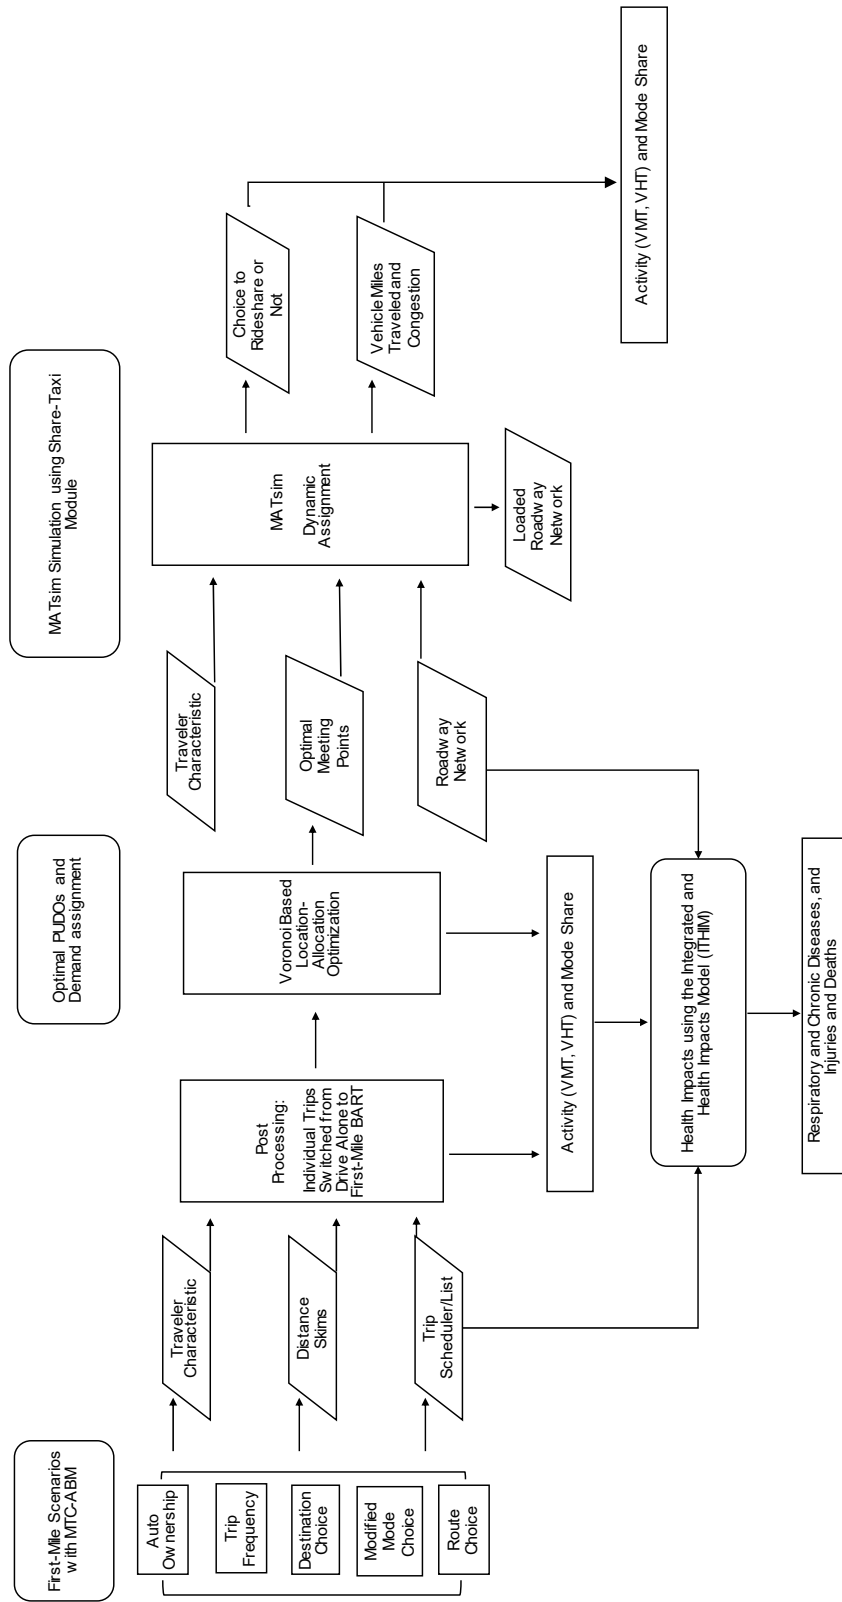 First-Mile Scenarios
with MTC-ABM
Auto
Ownership
Trip
Frequency
Destination
Choice
Modified
Mode
Choice
Route
Choice
Traveler
Characteristic
Distance
Skims
Trip
Scheduler/List
Post
Processing:
Individual Trips
Switched from
Drive Alone to
First-Mile BART
Optimal PUDOs and
Demand assignment
Voronoi Based
Location-
Allocation
Optimization
Activity (VMT, VHT) and Mode Share
Health Impacts using the Integrated and
Health Impacts Model (ITHIM)
Respiratory and Chronic Diseases, and
Injuries and Deaths
Traveler
Characteristic
Optimal
Meeting
Points
Roadway
Network
MATsim Simulation using Share-Taxi
Module
MATsim
Dynamic
Assignment
Loaded
Roadway
Network
Choice to
Rideshare or
Not
Vehicle Miles
Traveled and
Congestion
Activity (VMT, VHT) and Mode Share